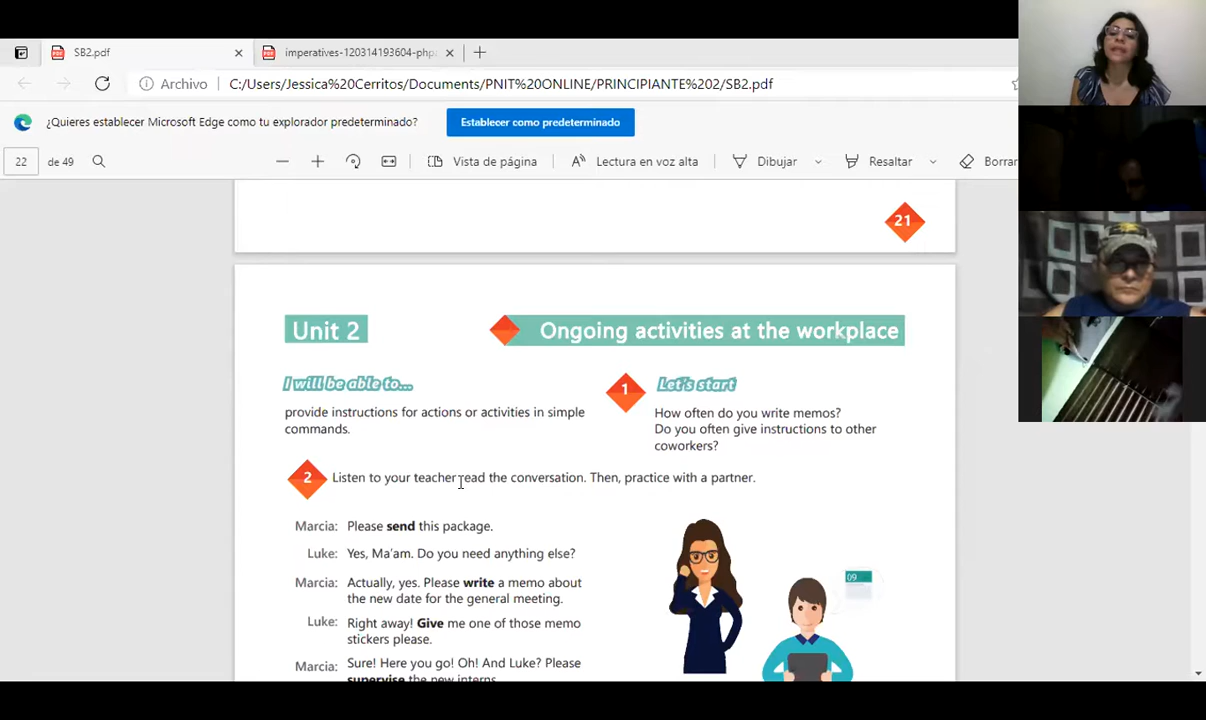 SB2.pdf
imperatives-120314193604-php
Archivo
C:/Users/Jessica%20Cerritos/Documents/PNIT%20ONLINE/PRINCIPIANTE%202/SB2.pdf
¿Quieres establecer Microsoft Edge como tu explorador predeterminado?
Establecer como predeterminado
22 de 49
Vista de página
Lectura en voz alta
Dibujar
Resaltar
Borrar
21
Unit 2
Ongoing activities at the workplace
I will be able to...
provide instructions for actions or activities in simple
commands.
1
Let's start
How often do you write memos?
Do you often give instructions to other
coworkers?
2 Listen to your teacher read the conversation. Then, practice with a partner.
Marcia: Please send this package.
Luke: Yes, Ma'am. Do you need anything else?
Marcia: Actually, yes. Please write a memo about
the new date for the general meeting.
Luke: Right away! Give me one of those memo
stickers please.
Marcia: Sure! Here you go! Oh! And Luke? Please
supervise the new interns.
09